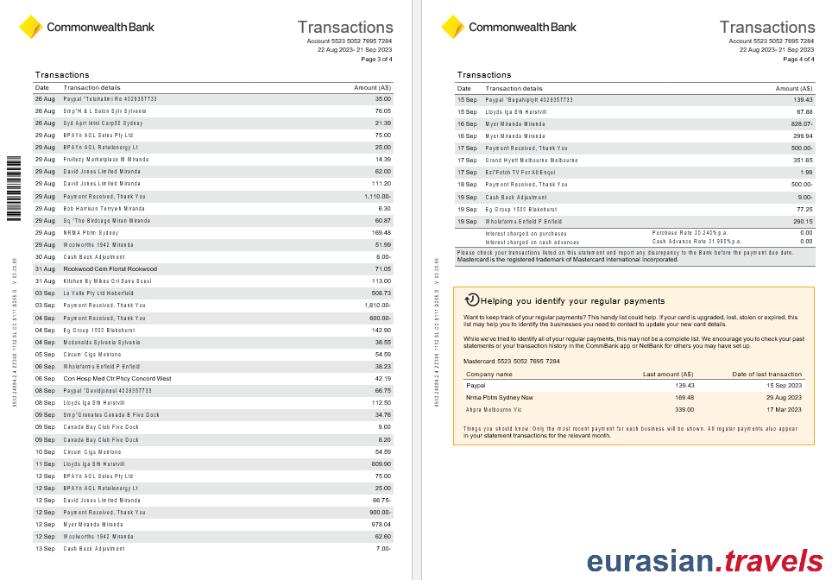 CommonwealthBank
Transactions
Account 5523 5052 7695 7284
22 Aug 2023- 21 Sep 2023
Page 3 of 4
Transactions
Date Transaction details Amount (A$)
26 Aug Paypal 4029357733 35.00
26 Aug Smp*H & L Salon Sylv Sylvania 76.05
26 Aug Syd Aprt Intel Carp Sydney 21.39
29 Aug BPAYn AGL Sales Pty Ltd 75.00
29 Aug BPAYn AGL Retailenergy Lt 25.00
29 Aug Fruitezy Marketplace M Miranda 14.39
29 Aug David Jones Limited Miranda 62.00
29 Aug David Jones Limited Miranda 111.20
29 Aug Payment Received, Thank You 1,110.00-
29 Aug Bob Harrison Miranda 6.30
29 Aug Sq *The Birdcage Miran Miranda 60.87
29 Aug NRMA Pbtm Sydney 169.48
29 Aug Woolworths 1942 Miranda 51.99
30 Aug Cash Back Adjustment 8.00-
31 Aug Rookwood Cem Florist Rookwood 71.05
31 Aug Kitchen By Mikes Sans Souci 113.00
03 Sep La Valle Pty Ltd Haberfield 508.73
03 Sep Payment Received, Thank You 1,810.00-
04 Sep Payment Received, Thank You 600.00-
04 Sep Eg Group 1500 Blakehurst 142.90
04 Sep Mcdonalds Sylvania Sylvania 38.55
05 Sep Circum Cigs Menton 54.59
06 Sep Wholefoms Enfield P Enfield 38.23
06 Sep Con Hosp Med Ctr Phcy Concord West 42.19
08 Sep Paypal *Davidjones 4029357733 66.75
08 Sep Lloyds Iga Sth Hurstvill 112.50
09 Sep Smp*Granatas Canada B Five Dock 34.76
09 Sep Canada Bay Club Five Dock 9.00
09 Sep Canada Bay Club Five Dock 8.20
10 Sep Circum Cigs Menton 54.59
11 Sep Lloyds Iga Sth Hurstvill 809.90
12 Sep BPAYn AGL Sales Pty Ltd 75.00
12 Sep BPAYn AGL Retailenergy Lt 25.00
12 Sep David Jones Limited Miranda 66.75-
12 Sep Payment Received, Thank You 900.00-
12 Sep Myer Miranda Miranda 978.04
12 Sep Woolworths 1942 Miranda 62.60
13 Sep Cash Back Adjustment 7.00-
CommonwealthBank
Transactions
Account 5523 5052 7695 7284
22 Aug 2023- 21 Sep 2023
Page 4 of 4
Transactions
Date Transaction details Amount (A$)
15 Sep Paypal 4029357733 139.43
15 Sep Lloyds Iga Sth Hurstvill 67.88
16 Sep Myer Miranda Miranda 828.07-
16 Sep Myer Miranda Miranda 299.94
17 Sep Payment Received, Thank You 500.00-
17 Sep Grand Hyatt Melbourne Melbourne 351.65
17 Sep TV For All 1.99
18 Sep Payment Received, Thank You 500.00-
19 Sep Cash Back Adjustment 9.00-
19 Sep Eg Group 1500 Blakehurst 77.25
19 Sep Wholefoms Enfield P Enfield 290.15
Interest charged on purchases Purchase Rate 20.240% p.a. 0.00
Interest charged on cash advances Cash Advance Rate 21.990% p.a. 0.00
Please check your transactions listed on this statement and report any discrepancy to the Bank before the payment due date.
Mastercard is the registered trademark of Mastercard International Incorporated.
Helping you identify your regular payments
Want to keep track of your regular payments? This handy list could help. If your card is upgraded, lost, stolen or expired, this
list may help you to identify the businesses you need to contact to update your new card details.
While we've tried to identify all of your regular payments, this may not be a complete list. We encourage you to check your past
statements or your transaction history in the CommBank app or NetBank for others you may have set up.
Mastercard 5523 5052 7695 7284
Company name Last amount (A$) Date of last transaction
Paypal 139.43 15 Sep 2023
Nrma Pbtm Sydney Nsw 169.48 29 Aug 2023
Ahpra Melbourne Vic 339.00 17 Mar 2023
Things you should know: Only the most recent payment for each business will be shown. All regular payments also appear
in your statement transactions for the relevant month.
eurasian.travels